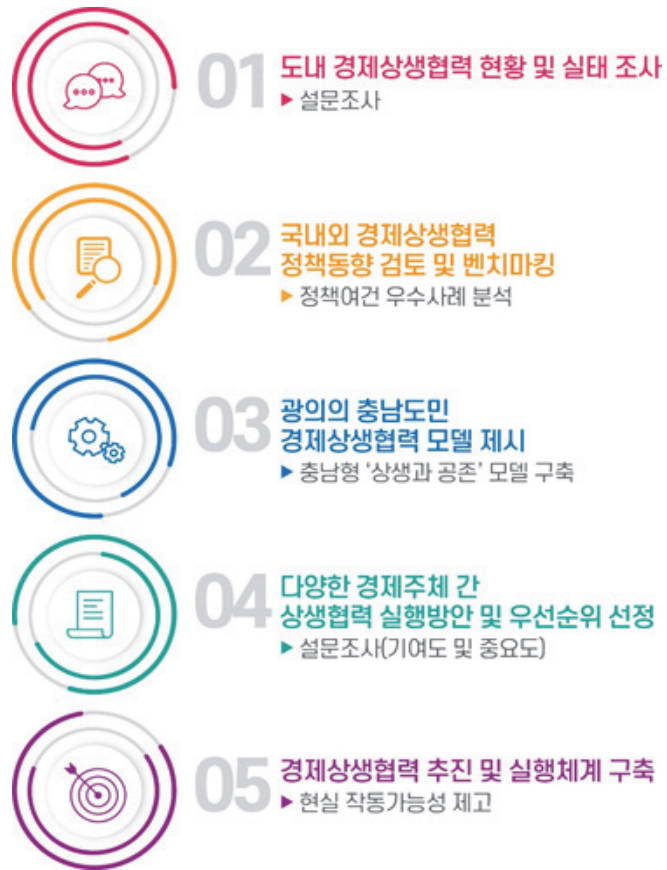 01 도내 경제상생협력 현황 및 실태 조사
▶ 설문조사
02 국내외 경제상생협력
정책동향 검토 및 벤치마킹
▶ 정책여건 우수사례 분석
03 광의의 충남도민
경제상생협력 모델 제시
▶ 충남형 ‘상생과 공존’ 모델 구축
04 다양한 경제주체 간
상생협력 실행방안 및 우선순위 선정
▶ 설문조사(기여도 및 중요도)
05 경제상생협력 추진 및 실행체계 구축
▶ 현실 작동가능성 제고